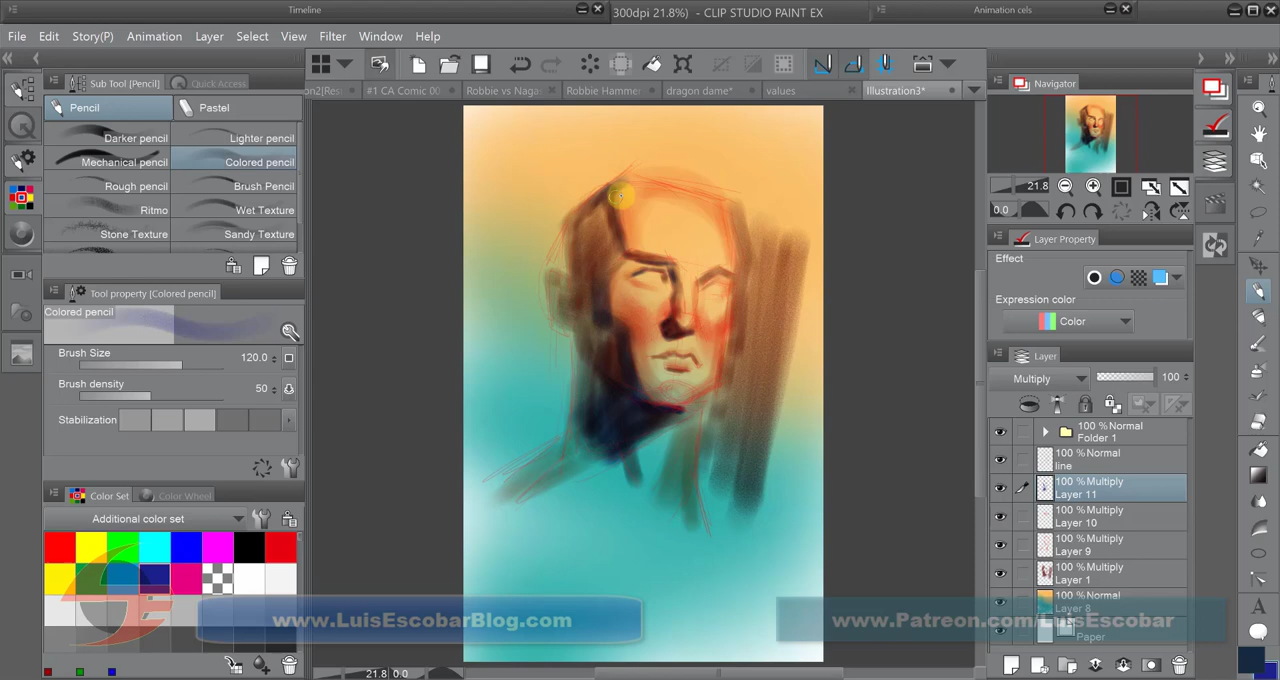 Timeline
300dpi 21.8%) - CLIP STUDIO PAINT EX
Animation cels
File Edit Story(P) Animation Layer Select View Filter Window Help
Sub Tool [Pencil] Quick Access
on2[Res #1 CA Comic 00 Robbie vs Naga Robbie Hammer dragon dame* values Illustration3*
Navigator
Pencil Pastel
Darker pencil Lighter pencil
Mechanical pencil Colored pencil
Rough pencil Brush Pencil
Ritmo Wet Texture
Stone Texture Sandy Texture
21.8
0.0
Layer Property
Effect
Expression color
Color
Tool property [Colored pencil]
Colored pencil
Brush Size 120.0
Brush density 50
Stabilization
Layer
Multiply 100
100 %Normal
Folder 1
100 %Normal
line
100 %Multiply
Layer 11
100 %Multiply
Layer 10
100 %Multiply
Layer 9
100 %Multiply
Layer 1
100 %Normal
Layer 8
Paper
Color Set Color Wheel
Additional color set
www.LuisEscobarBlog.com
www.Patreon.com/LuisEscobar
21.8 0.0